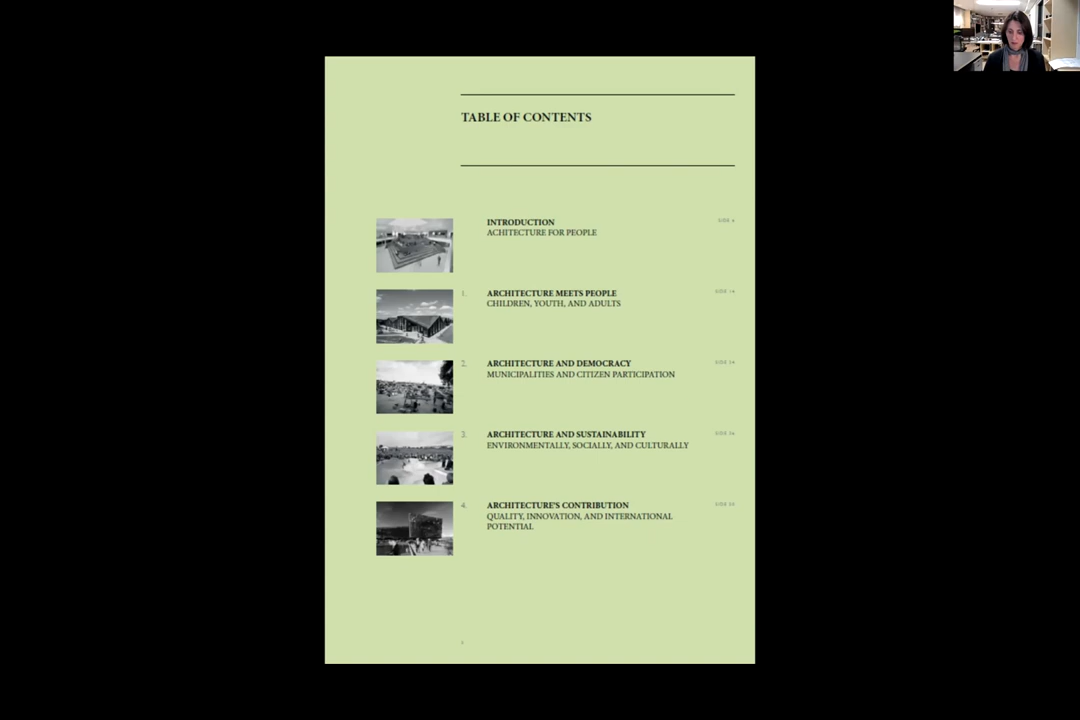 TABLE OF CONTENTS
INTRODUCTION
ACHITECTURE FOR PEOPLE
1. ARCHITECTURE MEETS PEOPLE
CHILDREN, YOUTH, AND ADULTS
2. ARCHITECTURE AND DEMOCRACY
MUNICIPALITIES AND CITIZEN PARTICIPATION
3. ARCHITECTURE AND SUSTAINABILITY
ENVIRONMENTALLY, SOCIALLY, AND CULTURALLY
4. ARCHITECTURE'S CONTRIBUTION
QUALITY, INNOVATION, AND INTERNATIONAL
POTENTIAL